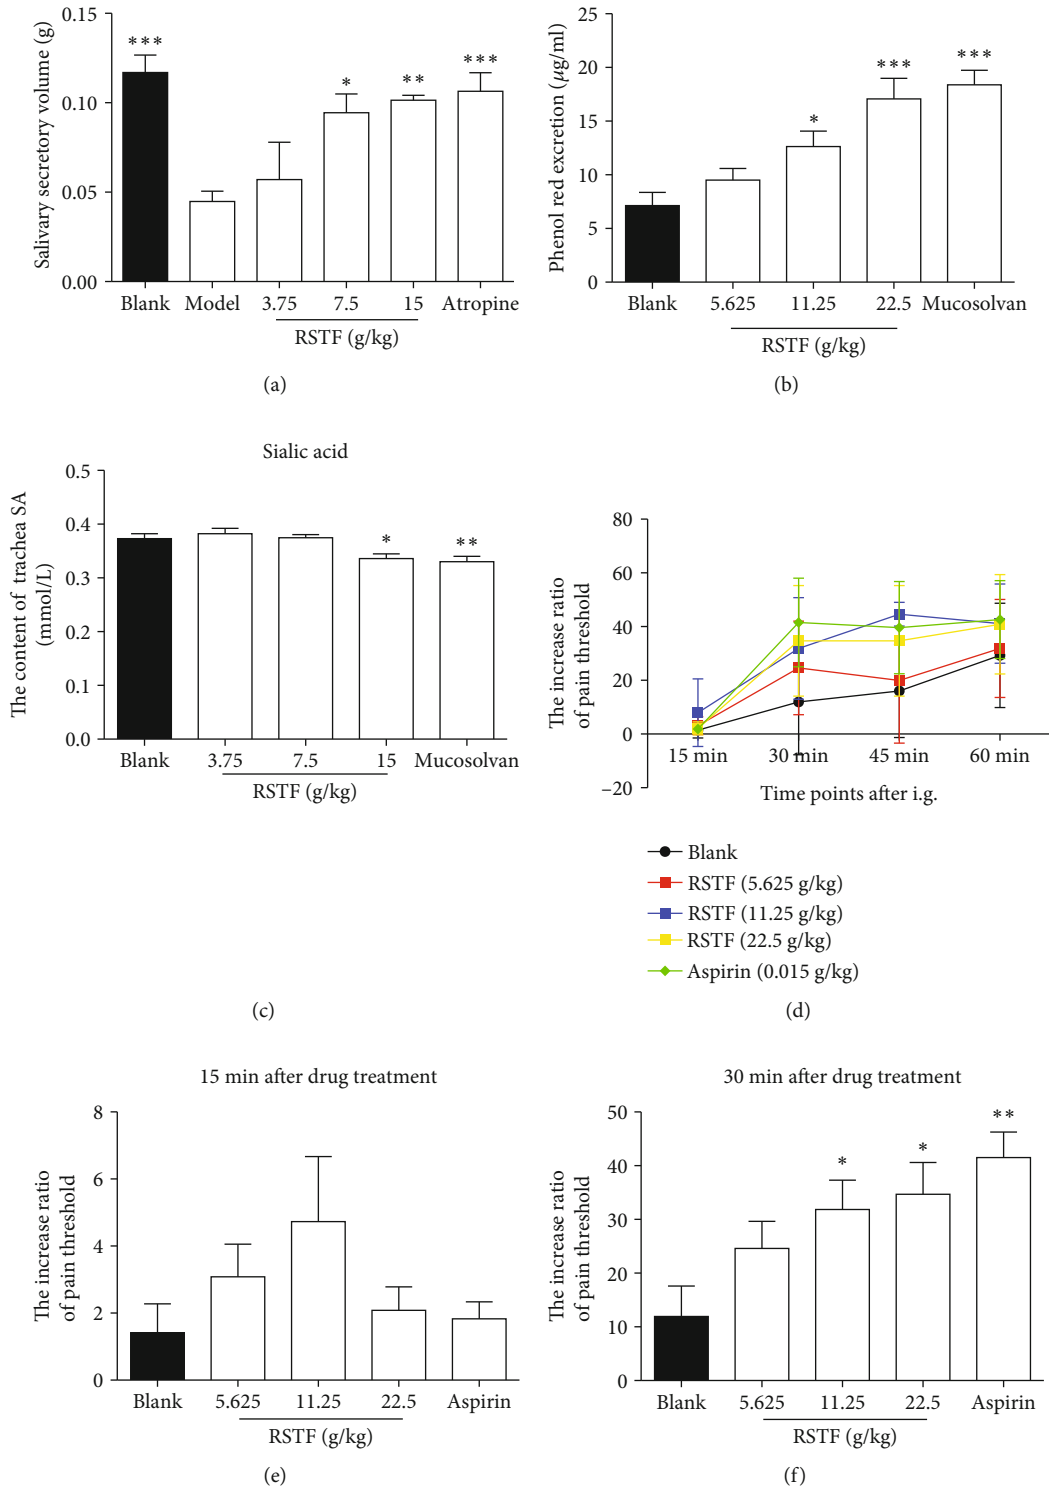 Salivary secretory volume (g)
0.15
0.10
0.05
0.00
***
*
**
***
Blank
Model
3.75
7.5
15
Atropine
RSTF (g/kg)
(a)
Phenol red excretion (μg/ml)
25
20
15
10
5
0
*
***
***
Blank
5.625
11.25
22.5
Mucosolvan
RSTF (g/kg)
(b)
Sialic acid
The content of trachea SA
(mmol/L)
0.5
0.4
0.3
0.2
0.1
0.0
*
**
Blank
3.75
7.5
15
Mucosolvan
RSTF (g/kg)
(c)
The increase ratio
of pain threshold
80
60
40
20
0
−20
15 min
30 min
45 min
60 min
Time points after i.g.
Blank
RSTF (5.625 g/kg)
RSTF (11.25 g/kg)
RSTF (22.5 g/kg)
Aspirin (0.015 g/kg)
(d)
15 min after drug treatment
The increase ratio
of pain threshold
8
6
4
2
0
Blank
5.625
11.25
22.5
Aspirin
RSTF (g/kg)
(e)
30 min after drug treatment
The increase ratio
of pain threshold
50
40
30
20
10
0
*
*
**
Blank
5.625
11.25
22.5
Aspirin
RSTF (g/kg)
(f)